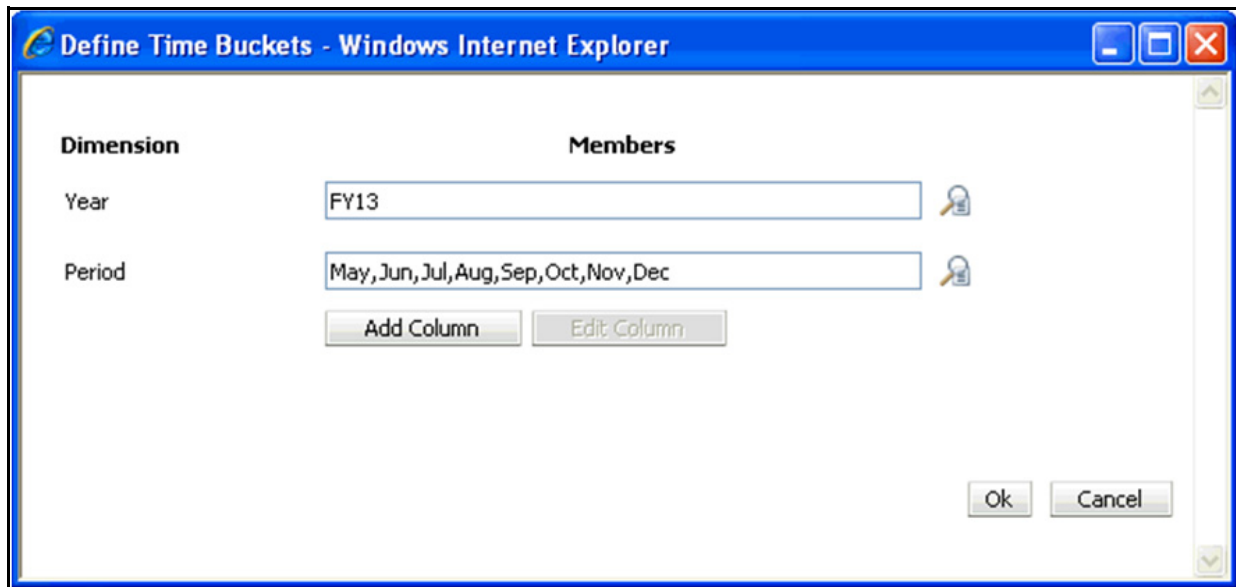 Define Time Buckets - Windows Internet Explorer
Dimension Members
Year FY13
Period May,Jun,Jul,Aug,Sep,Oct,Nov,Dec
Add Column Edit Column
Ok Cancel